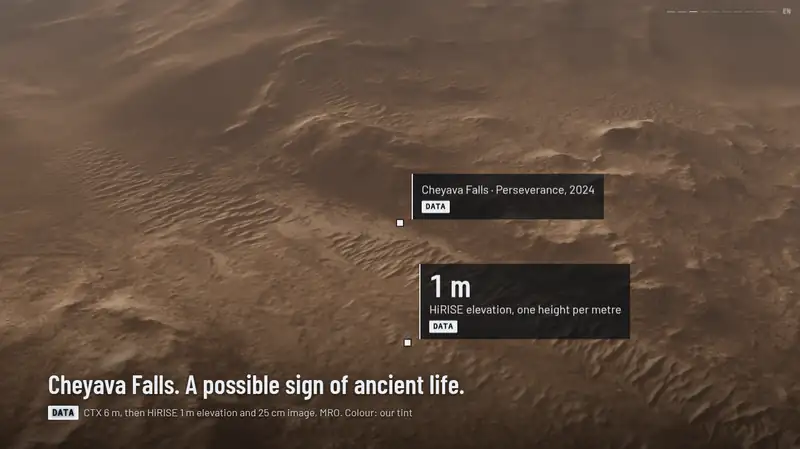 EN
Cheyava Falls · Perseverance, 2024
DATA
1 m
HiRISE elevation, one height per metre
DATA
Cheyava Falls. A possible sign of ancient life.
DATA CTX 6 m, then HiRISE 1 m elevation and 25 cm image. MRO. Colour: our tint